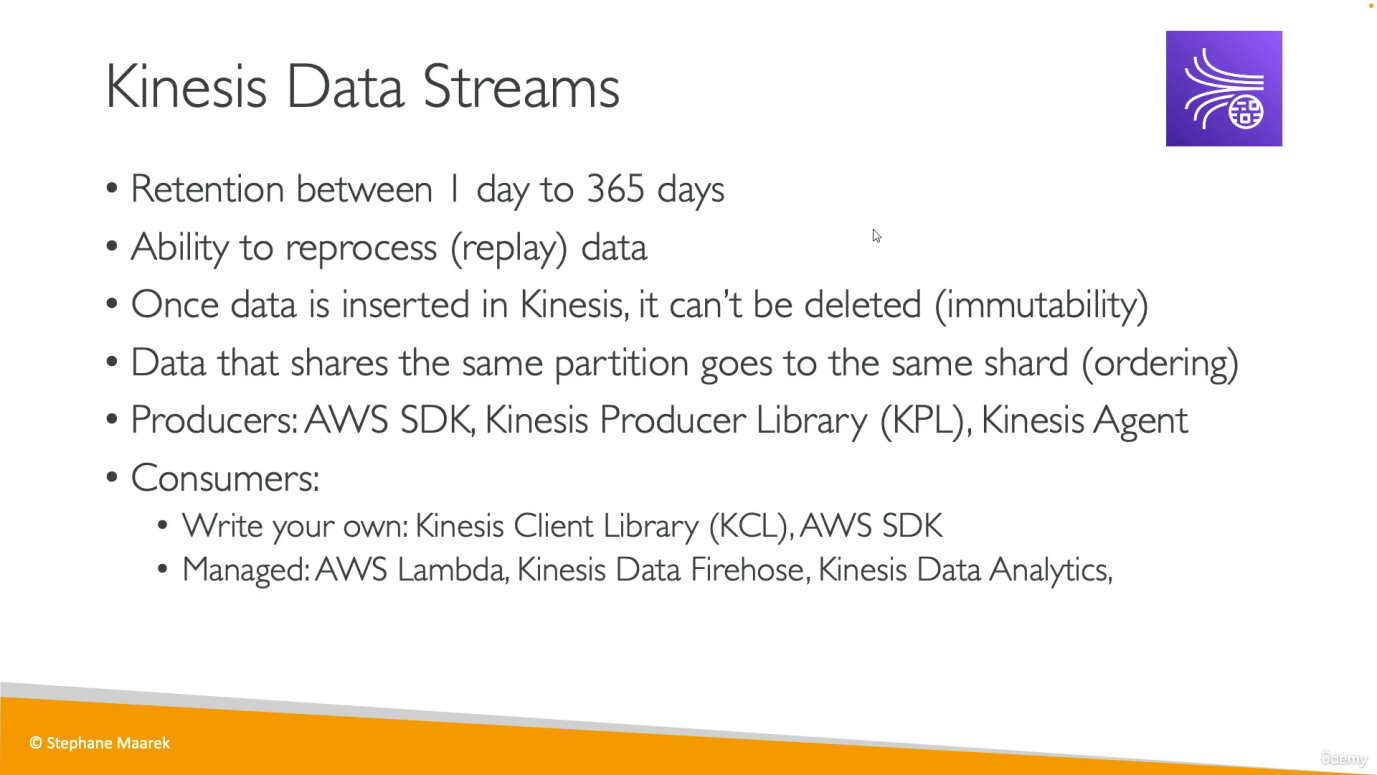 Kinesis Data Streams
• Retention between 1 day to 365 days
• Ability to reprocess (replay) data
• Once data is inserted in Kinesis, it can't be deleted (immutability)
• Data that shares the same partition goes to the same shard (ordering)
• Producers: AWS SDK, Kinesis Producer Library (KPL), Kinesis Agent
• Consumers:
• Write your own: Kinesis Client Library (KCL), AWS SDK
• Managed: AWS Lambda, Kinesis Data Firehose, Kinesis Data Analytics,
© Stephane Maarek
ûdemy